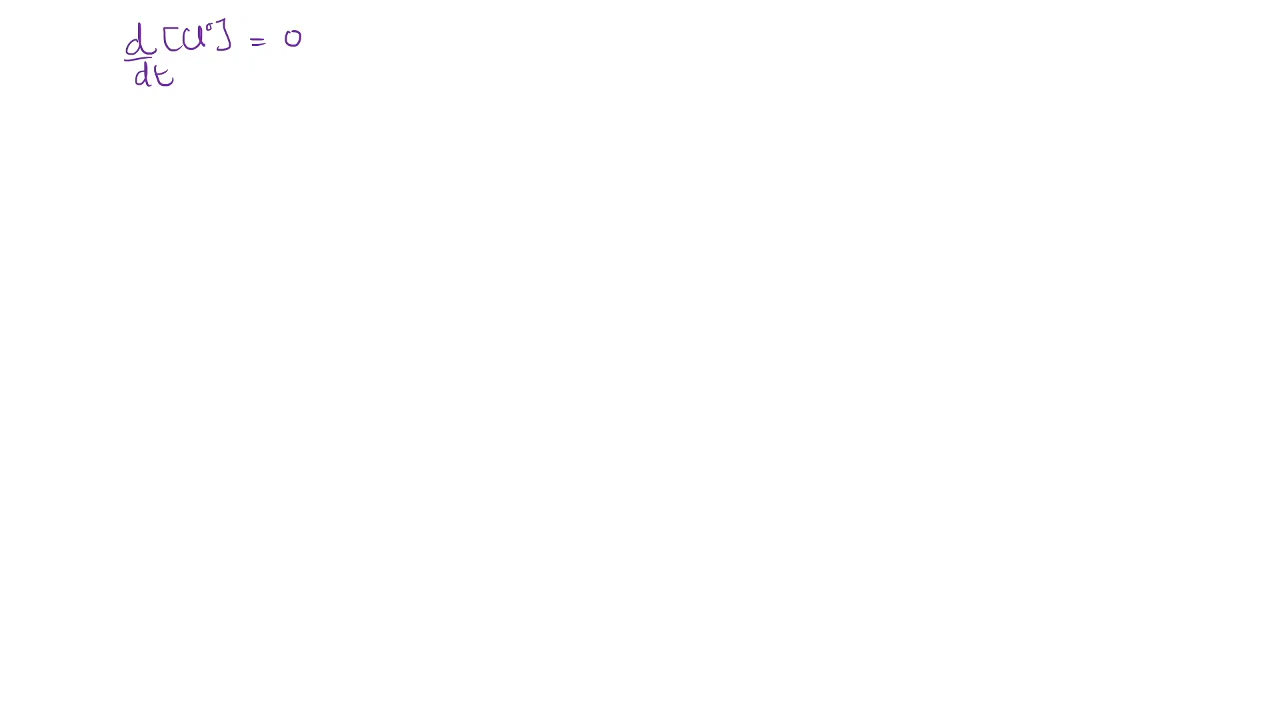 d/dt [Cl°] = 0